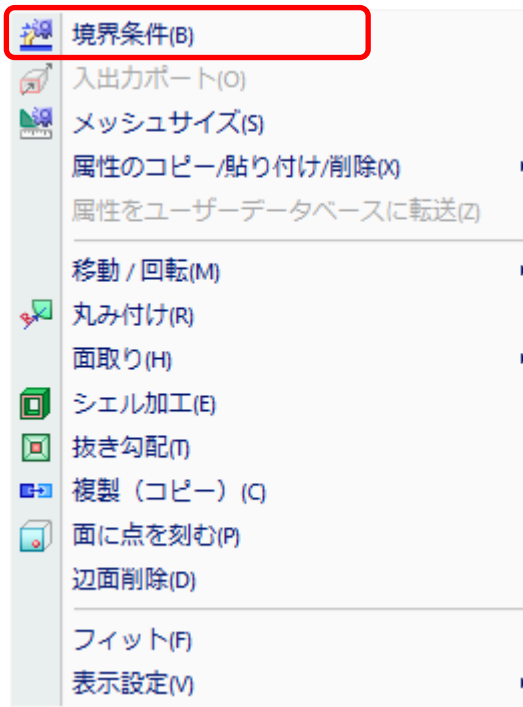 境界条件(B)
入出力ポート(O)
メッシュサイズ(S)
属性のコピー/貼り付け/削除(X)
属性をユーザーデータベースに転送(Z)
移動 / 回転(M)
丸み付け(R)
面取り(H)
シェル加工(E)
抜き勾配(T)
複製（コピー）(C)
面に点を刻む(P)
辺面削除(D)
フィット(F)
表示設定(V)